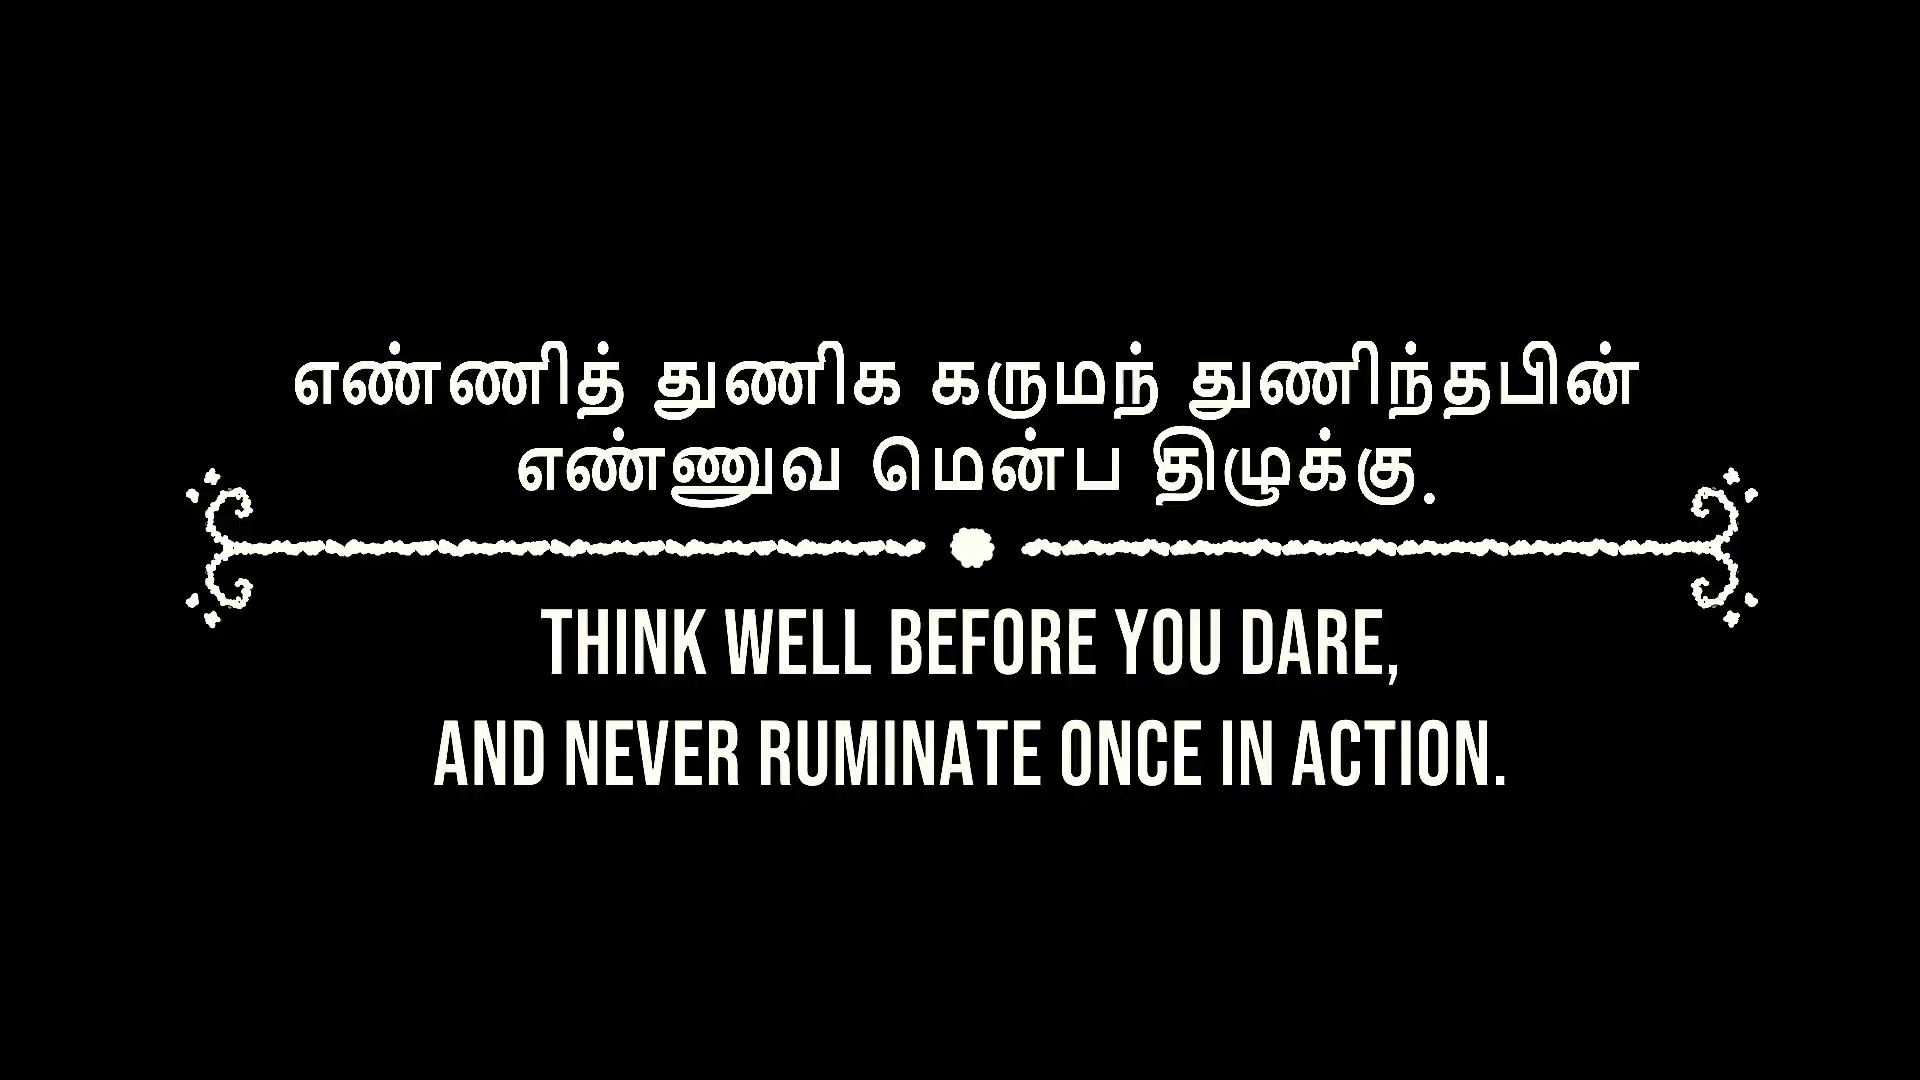 எண்ணித் துணிக கருமந் துணிந்தபின்
எண்ணுவ மென்ப திழுக்கு.
THINK WELL BEFORE YOU DARE,
AND NEVER RUMINATE ONCE IN ACTION.